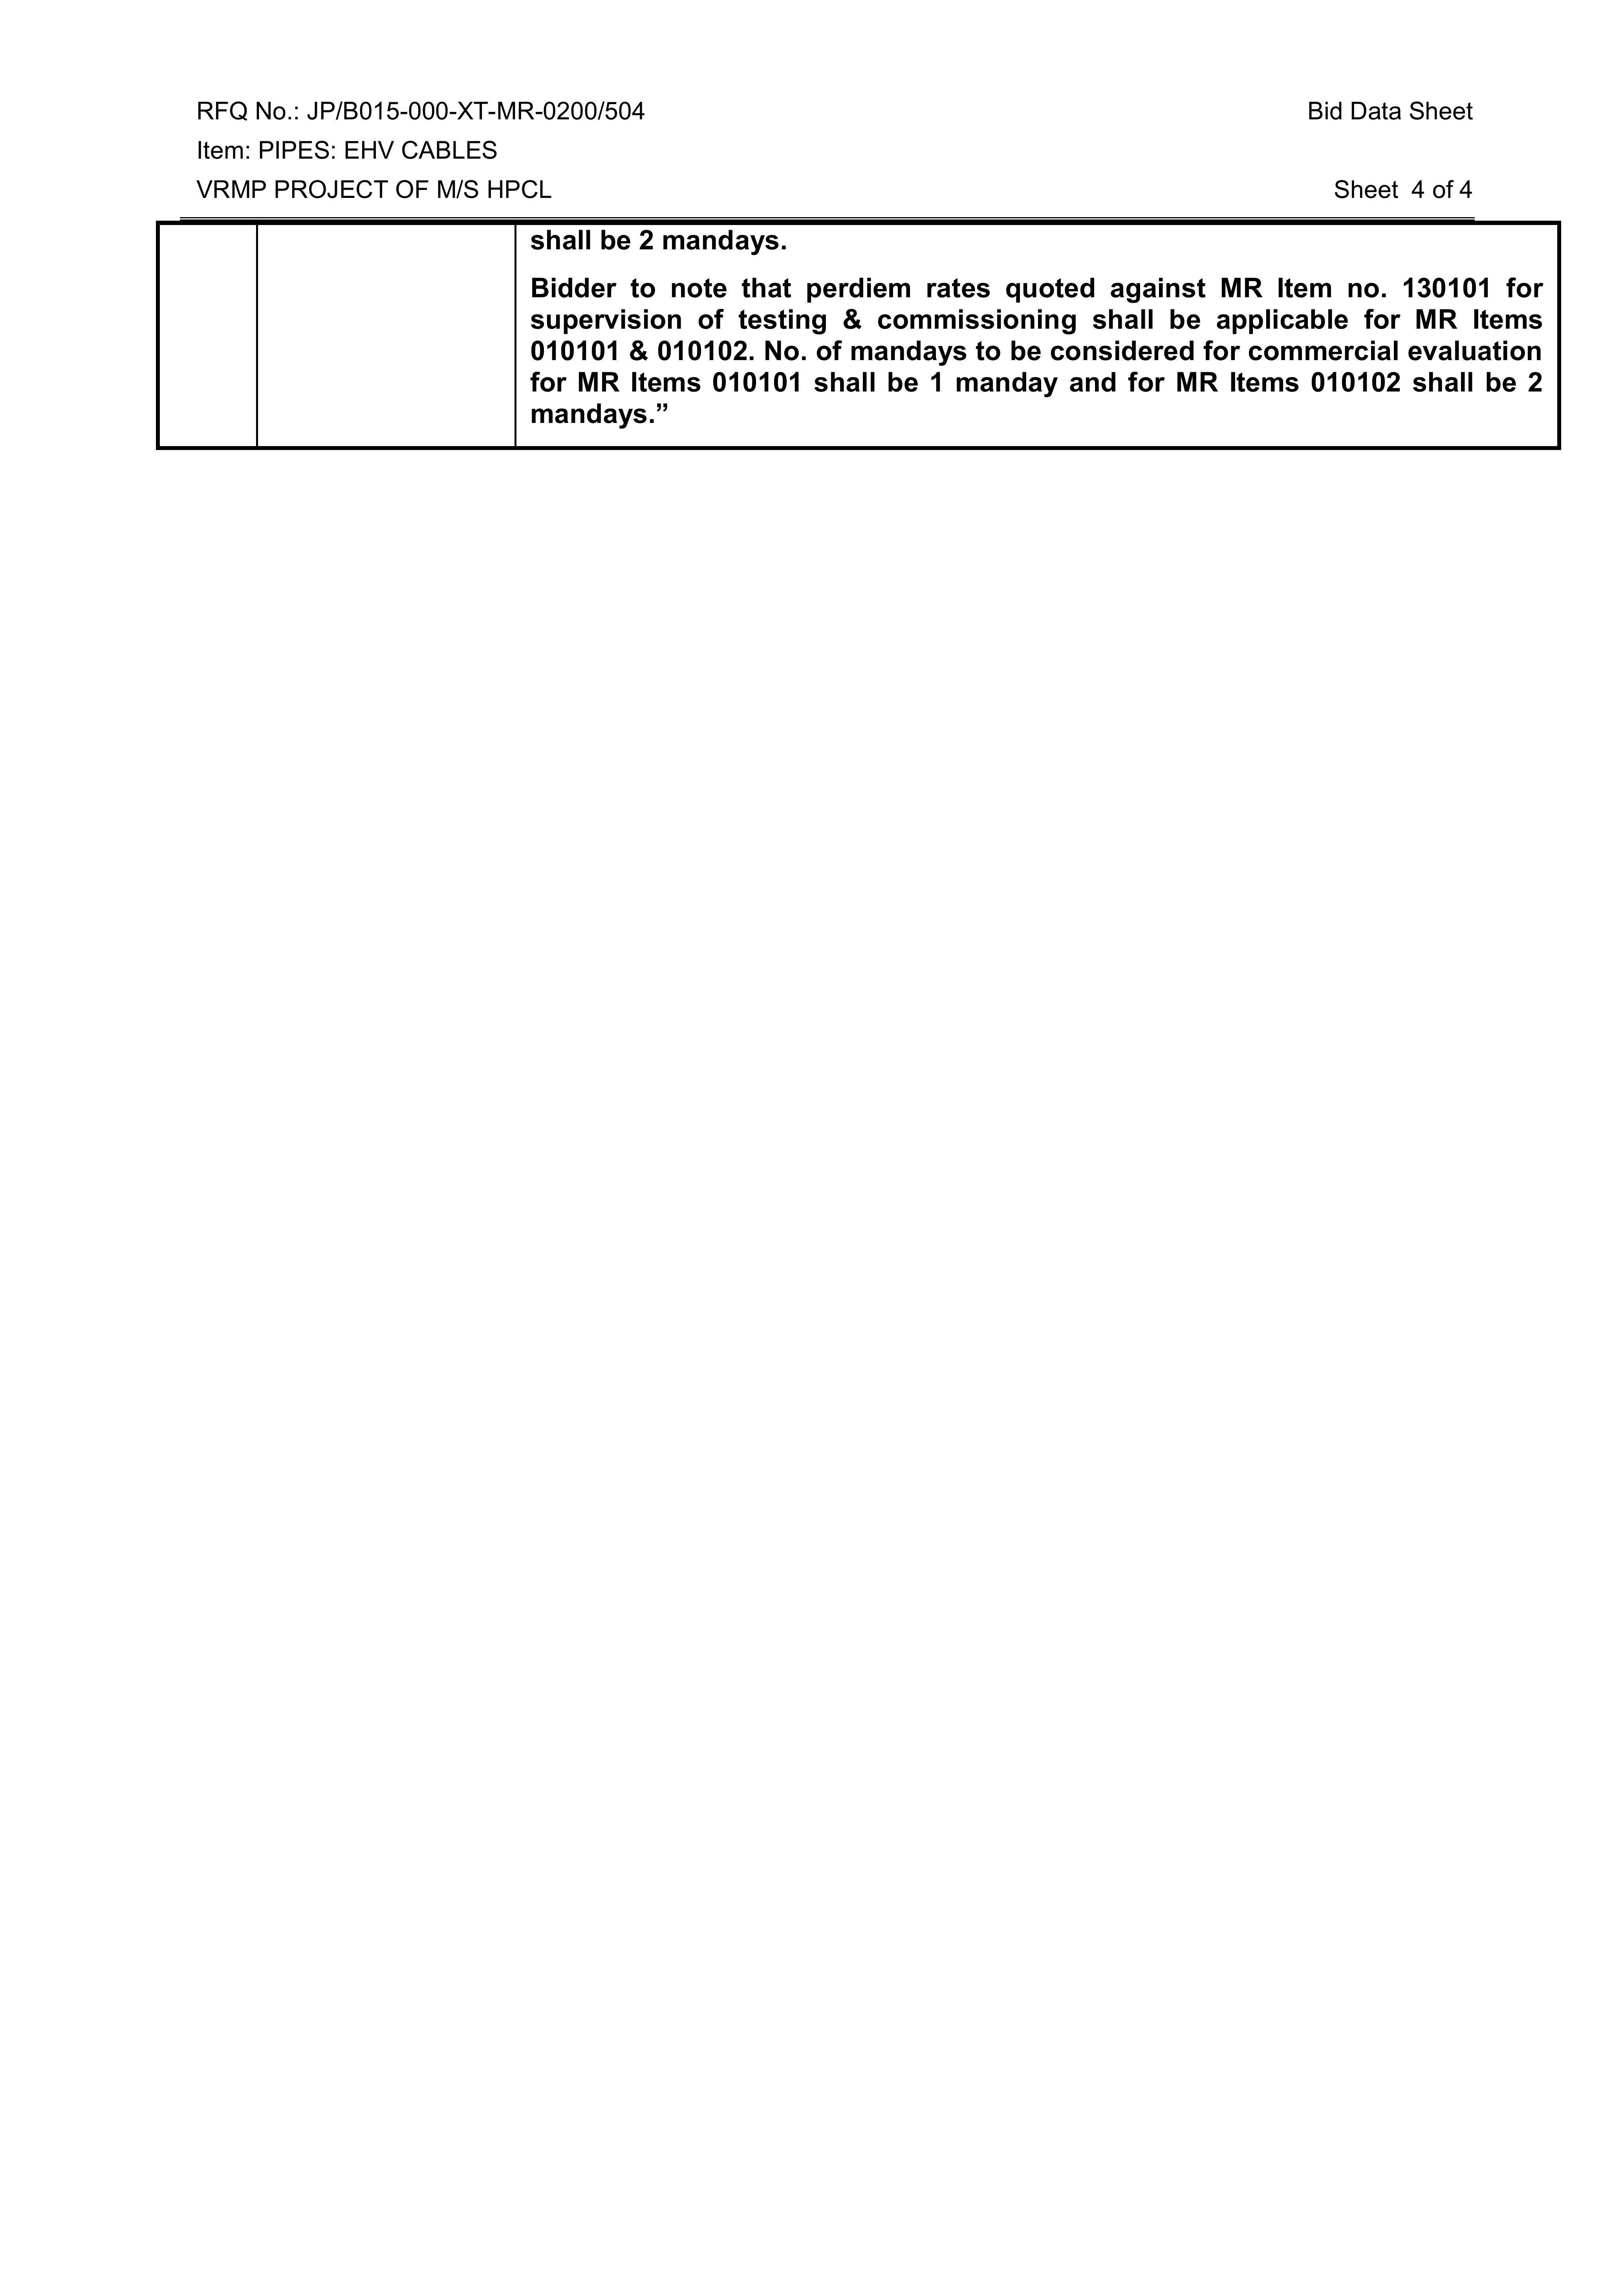 RFQ No.: JP/B015-000-XT-MR-0200/504 Bid Data Sheet
Item: PIPES: EHV CABLES
VRMP PROJECT OF M/S HPCL Sheet 4 of 4
shall be 2 mandays.
Bidder to note that perdiem rates quoted against MR Item no. 130101 for
supervision of testing & commissioning shall be applicable for MR Items
010101 & 010102. No. of mandays to be considered for commercial evaluation
for MR Items 010101 shall be 1 manday and for MR Items 010102 shall be 2
mandays.”